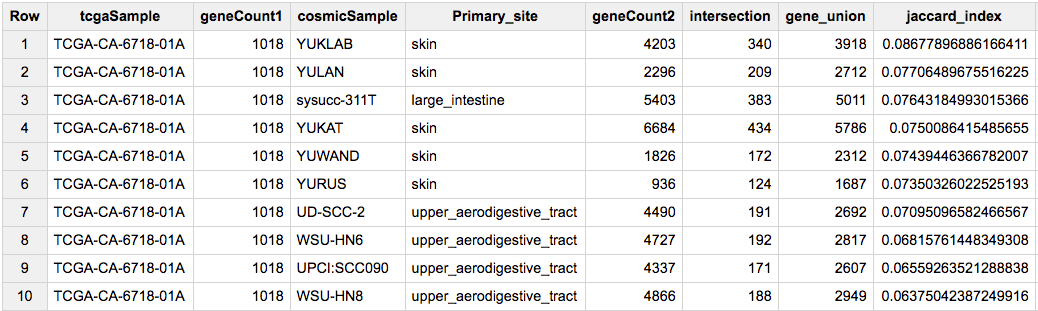 Row tcgaSample geneCount1 cosmicSample Primary_site geneCount2 intersection gene_union jaccard_index
1 TCGA-CA-6718-01A 1018 YUKLAB skin 4203 340 3918 0.08677896886166411
2 TCGA-CA-6718-01A 1018 YULAN skin 2296 209 2712 0.07706489675516225
3 TCGA-CA-6718-01A 1018 sysucc-311T large_intestine 5403 383 5011 0.07643184993015366
4 TCGA-CA-6718-01A 1018 YUKAT skin 6684 434 5786 0.0750086415485655
5 TCGA-CA-6718-01A 1018 YUWAND skin 1826 172 2312 0.07439446366782007
6 TCGA-CA-6718-01A 1018 YURUS skin 936 124 1687 0.07350326022525193
7 TCGA-CA-6718-01A 1018 UD-SCC-2 upper_aerodigestive_tract 4490 191 2692 0.07095096582466567
8 TCGA-CA-6718-01A 1018 WSU-HN6 upper_aerodigestive_tract 4727 192 2817 0.06815761448349308
9 TCGA-CA-6718-01A 1018 UPCI:SCC090 upper_aerodigestive_tract 4337 171 2607 0.06559263521288838
10 TCGA-CA-6718-01A 1018 WSU-HN8 upper_aerodigestive_tract 4866 188 2949 0.06375042387249916